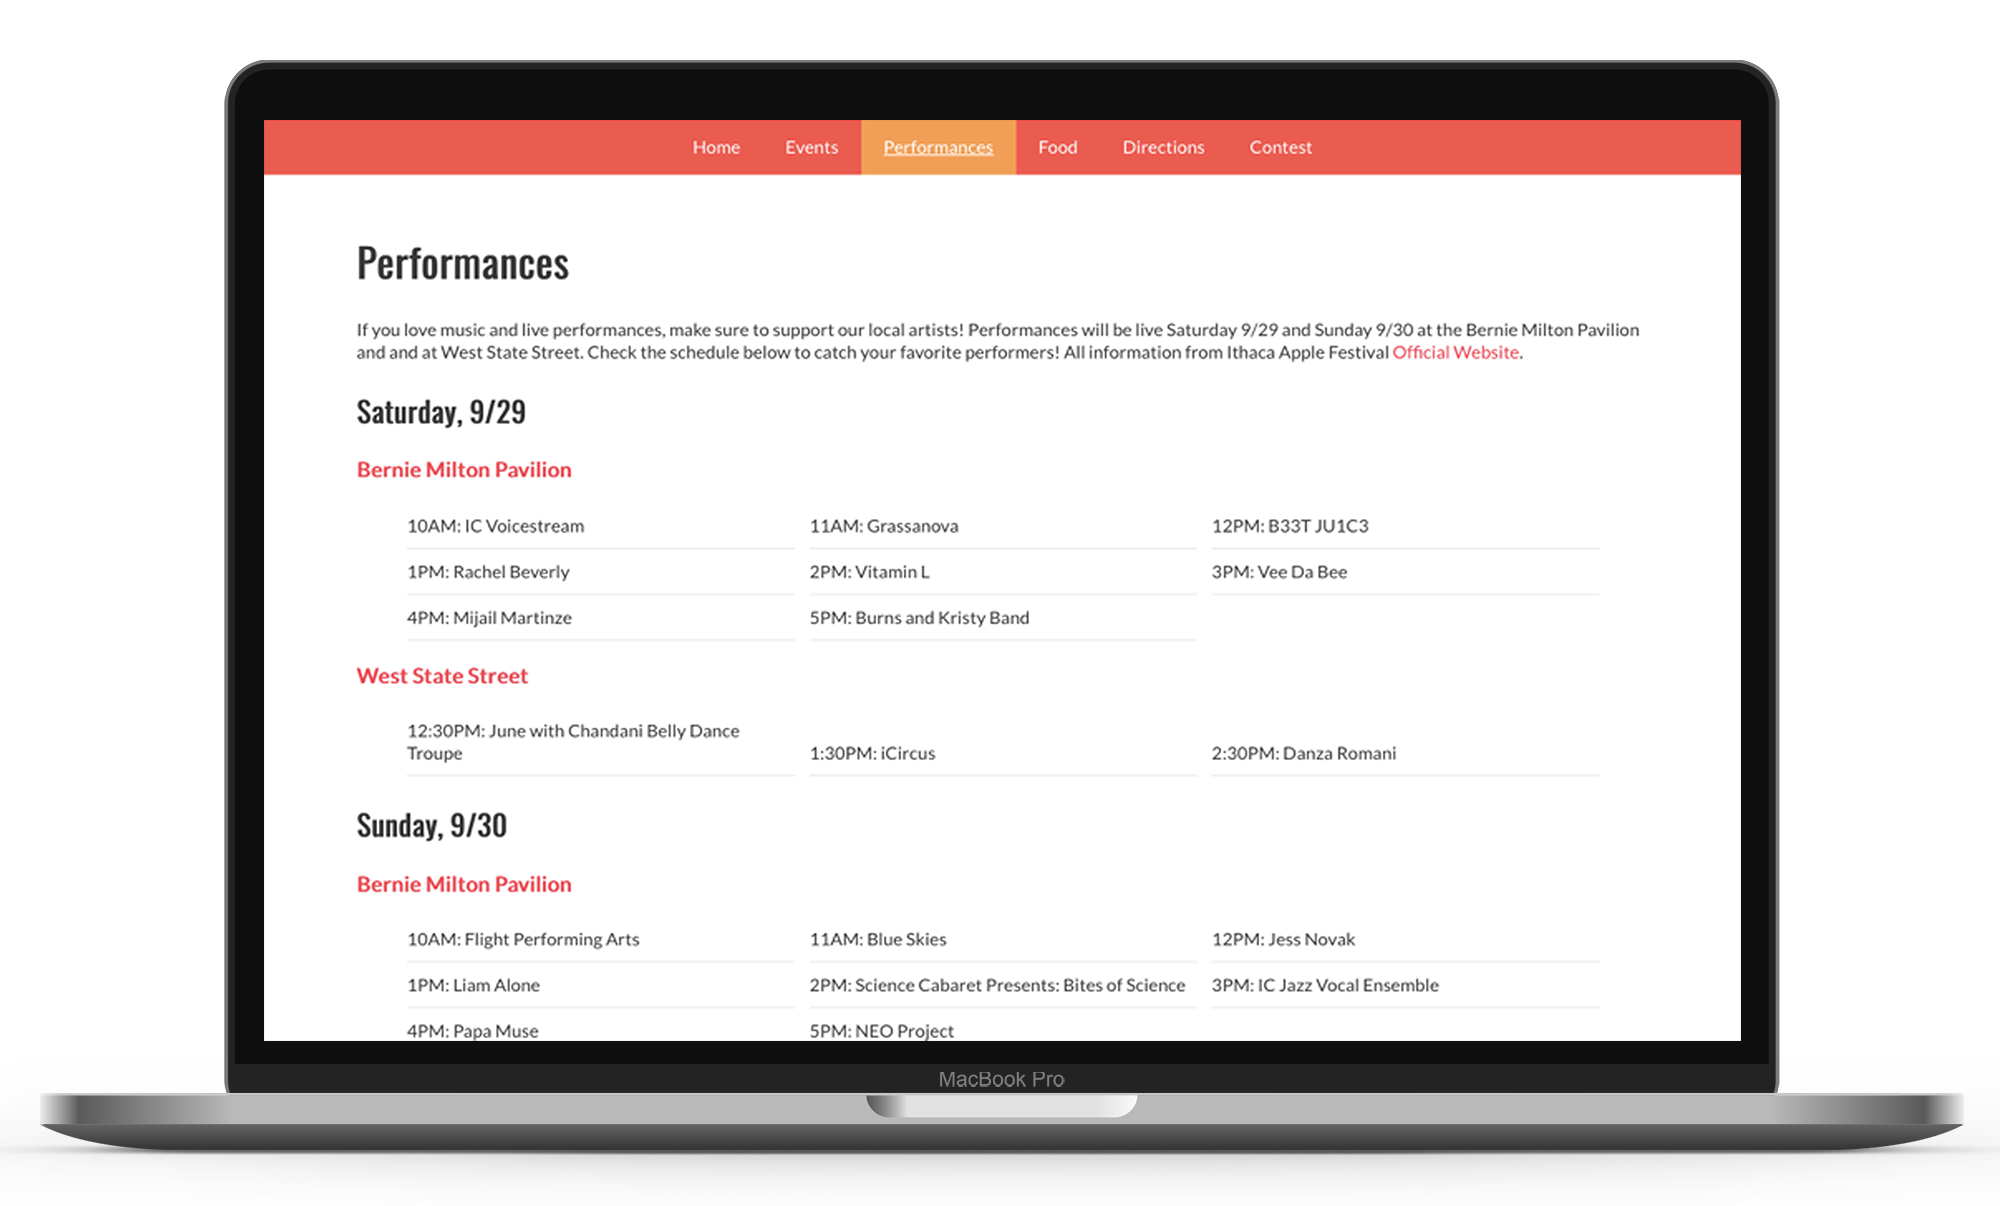 Home Events Performances Food Directions Contest
Performances
If you love music and live performances, make sure to support our local artists! Performances will be live Saturday 9/29 and Sunday 9/30 at the Bernie Milton Pavilion
and and at West State Street. Check the schedule below to catch your favorite performers! All information from Ithaca Apple Festival Official Website.
Saturday, 9/29
Bernie Milton Pavilion
10AM: IC Voicestream 11AM: Grassanova 12PM: B33T JU1C3
1PM: Rachel Beverly 2PM: Vitamin L 3PM: Vee Da Bee
4PM: Mijail Martinze 5PM: Burns and Kristy Band
West State Street
12:30PM: June with Chandani Belly Dance
Troupe 1:30PM: iCircus 2:30PM: Danza Romani
Sunday, 9/30
Bernie Milton Pavilion
10AM: Flight Performing Arts 11AM: Blue Skies 12PM: Jess Novak
1PM: Liam Alone 2PM: Science Cabaret Presents: Bites of Science 3PM: IC Jazz Vocal Ensemble
4PM: Papa Muse 5PM: NEO Project
MacBook Pro